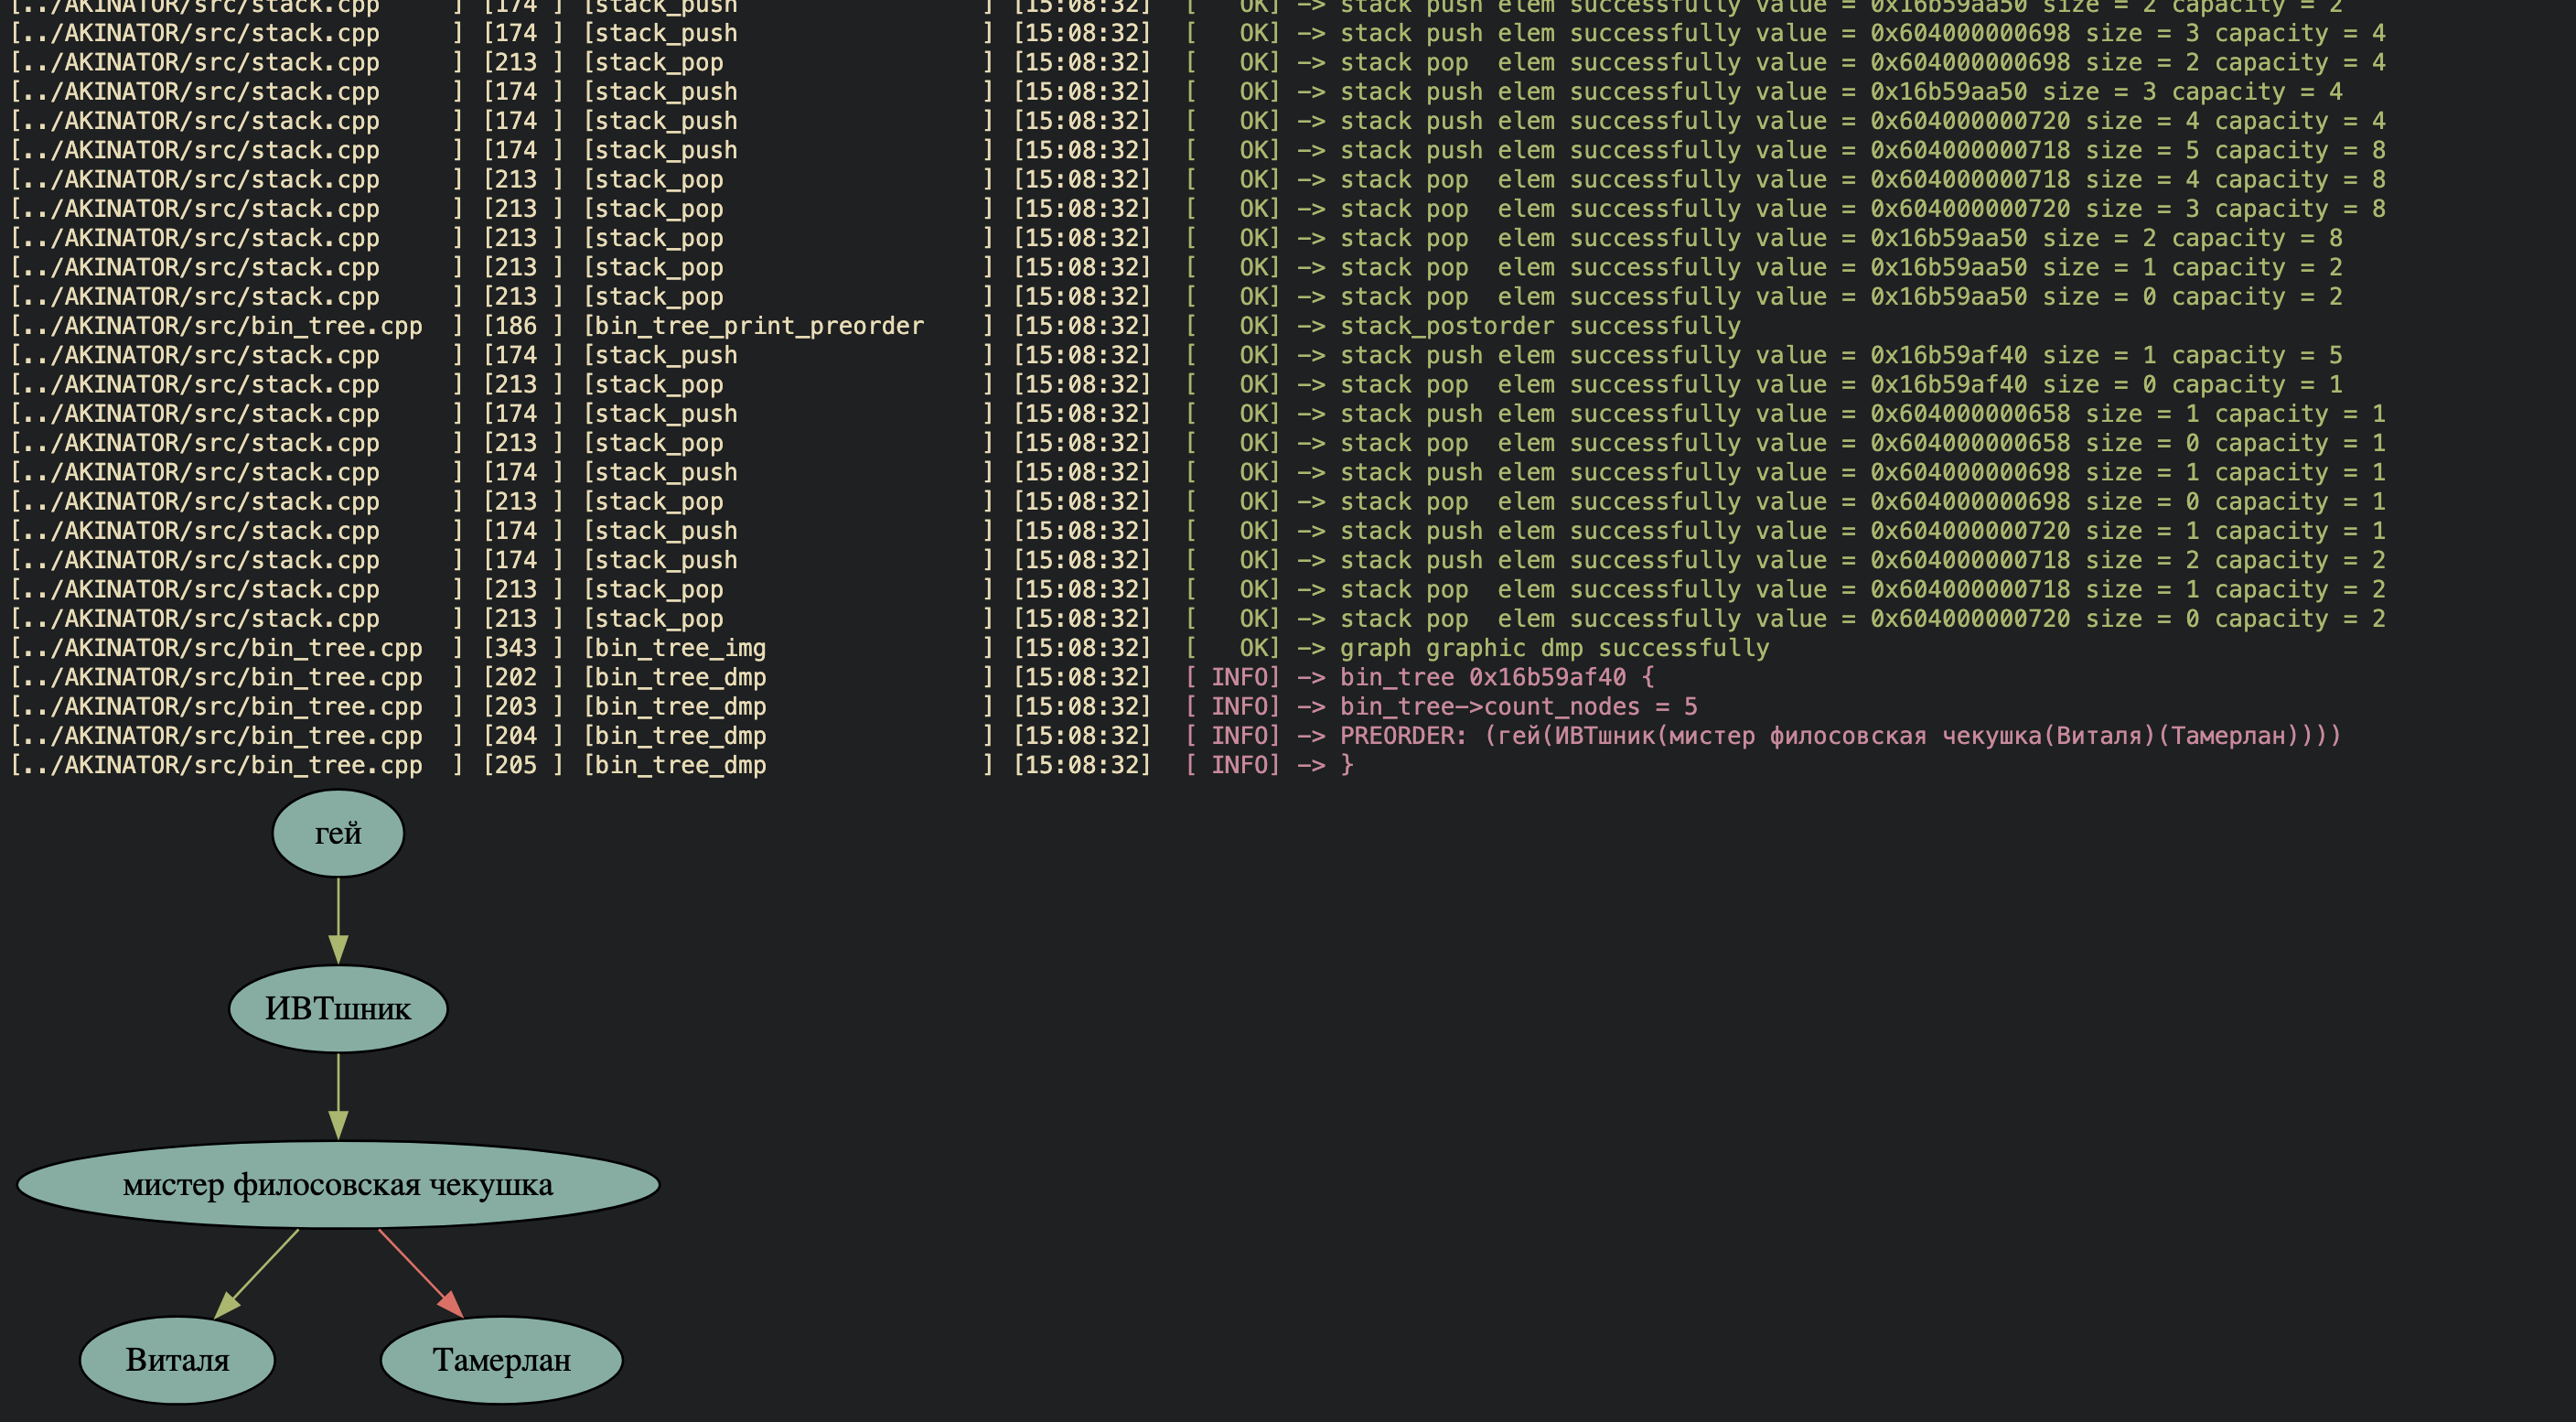 [../AKINATOR/src/stack.cpp ] [174 ] [stack_push ] [15:08:32] [ OK] -> stack push elem successfully value = 0x16b59aa50 size = 2 capacity = 2
[../AKINATOR/src/stack.cpp ] [174 ] [stack_push ] [15:08:32] [ OK] -> stack push elem successfully value = 0x604000000698 size = 3 capacity = 4
[../AKINATOR/src/stack.cpp ] [213 ] [stack_pop ] [15:08:32] [ OK] -> stack pop elem successfully value = 0x604000000698 size = 2 capacity = 4
[../AKINATOR/src/stack.cpp ] [174 ] [stack_push ] [15:08:32] [ OK] -> stack push elem successfully value = 0x16b59aa50 size = 3 capacity = 4
[../AKINATOR/src/stack.cpp ] [174 ] [stack_push ] [15:08:32] [ OK] -> stack push elem successfully value = 0x604000000720 size = 4 capacity = 4
[../AKINATOR/src/stack.cpp ] [174 ] [stack_push ] [15:08:32] [ OK] -> stack push elem successfully value = 0x604000000718 size = 5 capacity = 8
[../AKINATOR/src/stack.cpp ] [213 ] [stack_pop ] [15:08:32] [ OK] -> stack pop elem successfully value = 0x604000000718 size = 4 capacity = 8
[../AKINATOR/src/stack.cpp ] [213 ] [stack_pop ] [15:08:32] [ OK] -> stack pop elem successfully value = 0x604000000720 size = 3 capacity = 8
[../AKINATOR/src/stack.cpp ] [213 ] [stack_pop ] [15:08:32] [ OK] -> stack pop elem successfully value = 0x16b59aa50 size = 2 capacity = 8
[../AKINATOR/src/stack.cpp ] [213 ] [stack_pop ] [15:08:32] [ OK] -> stack pop elem successfully value = 0x16b59aa50 size = 1 capacity = 2
[../AKINATOR/src/stack.cpp ] [213 ] [stack_pop ] [15:08:32] [ OK] -> stack pop elem successfully value = 0x16b59aa50 size = 0 capacity = 2
[../AKINATOR/src/bin_tree.cpp ] [186 ] [bin_tree_print_preorder ] [15:08:32] [ OK] -> stack_postorder successfully
[../AKINATOR/src/stack.cpp ] [174 ] [stack_push ] [15:08:32] [ OK] -> stack push elem successfully value = 0x16b59af40 size = 1 capacity = 5
[../AKINATOR/src/stack.cpp ] [213 ] [stack_pop ] [15:08:32] [ OK] -> stack pop elem successfully value = 0x16b59af40 size = 0 capacity = 1
[../AKINATOR/src/stack.cpp ] [174 ] [stack_push ] [15:08:32] [ OK] -> stack push elem successfully value = 0x604000000658 size = 1 capacity = 1
[../AKINATOR/src/stack.cpp ] [213 ] [stack_pop ] [15:08:32] [ OK] -> stack pop elem successfully value = 0x604000000658 size = 0 capacity = 1
[../AKINATOR/src/stack.cpp ] [174 ] [stack_push ] [15:08:32] [ OK] -> stack push elem successfully value = 0x604000000698 size = 1 capacity = 1
[../AKINATOR/src/stack.cpp ] [213 ] [stack_pop ] [15:08:32] [ OK] -> stack pop elem successfully value = 0x604000000698 size = 0 capacity = 1
[../AKINATOR/src/stack.cpp ] [174 ] [stack_push ] [15:08:32] [ OK] -> stack push elem successfully value = 0x604000000720 size = 1 capacity = 1
[../AKINATOR/src/stack.cpp ] [174 ] [stack_push ] [15:08:32] [ OK] -> stack push elem successfully value = 0x604000000718 size = 2 capacity = 2
[../AKINATOR/src/stack.cpp ] [213 ] [stack_pop ] [15:08:32] [ OK] -> stack pop elem successfully value = 0x604000000718 size = 1 capacity = 2
[../AKINATOR/src/stack.cpp ] [213 ] [stack_pop ] [15:08:32] [ OK] -> stack pop elem successfully value = 0x604000000720 size = 0 capacity = 2
[../AKINATOR/src/bin_tree.cpp ] [343 ] [bin_tree_img ] [15:08:32] [ OK] -> graph graphic dmp successfully
[../AKINATOR/src/bin_tree.cpp ] [202 ] [bin_tree_dmp ] [15:08:32] [ INFO] -> bin_tree 0x16b59af40 {
[../AKINATOR/src/bin_tree.cpp ] [203 ] [bin_tree_dmp ] [15:08:32] [ INFO] -> bin_tree->count_nodes = 5
[../AKINATOR/src/bin_tree.cpp ] [204 ] [bin_tree_dmp ] [15:08:32] [ INFO] -> PREORDER: (гей(ИВТшник(мистер филосовская чекушка(Виталя)(Тамерлан))))
[../AKINATOR/src/bin_tree.cpp ] [205 ] [bin_tree_dmp ] [15:08:32] [ INFO] -> }
гей
ИВТшник
мистер филосовская чекушка
Виталя Тамерлан